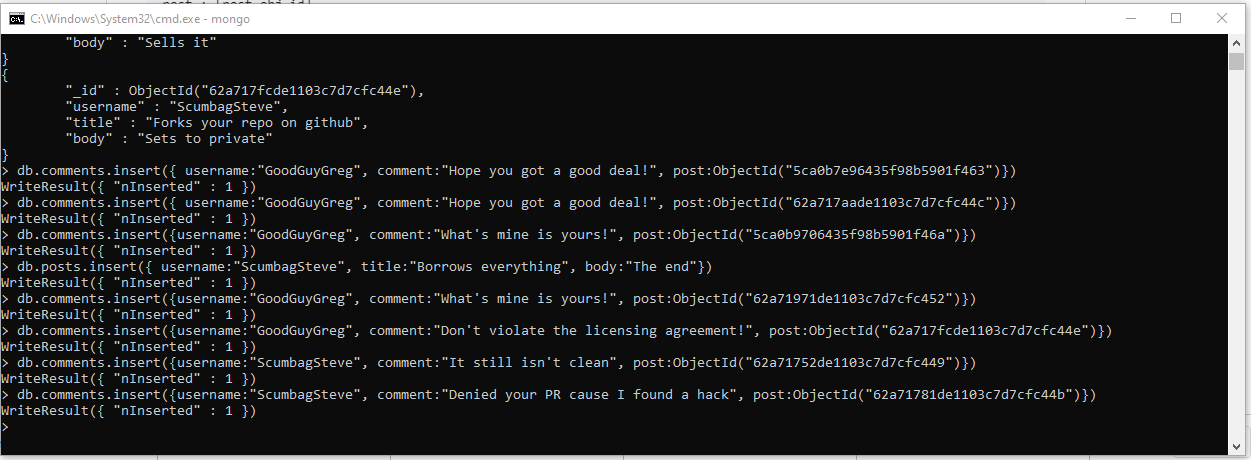 post : [post_obj_id]
C:\Windows\System32\cmd.exe - mongo
"body" : "Sells it"
}
{
"_id" : ObjectId("62a717fcde1103c7d7cfc44e"),
"username" : "ScumbagSteve",
"title" : "Forks your repo on github",
"body" : "Sets to private"
}
> db.comments.insert({ username:"GoodGuyGreg", comment:"Hope you got a good deal!", post:ObjectId("5ca0b7e96435f98b5901f463")})
WriteResult({ "nInserted" : 1 })
> db.comments.insert({ username:"GoodGuyGreg", comment:"Hope you got a good deal!", post:ObjectId("62a717aade1103c7d7cfc44c")})
WriteResult({ "nInserted" : 1 })
> db.comments.insert({username:"GoodGuyGreg", comment:"What's mine is yours!", post:ObjectId("5ca0b9706435f98b5901f46a")})
WriteResult({ "nInserted" : 1 })
> db.posts.insert({ username:"ScumbagSteve", title:"Borrows everything", body:"The end"})
WriteResult({ "nInserted" : 1 })
> db.comments.insert({username:"GoodGuyGreg", comment:"What's mine is yours!", post:ObjectId("62a71971de1103c7d7cfc452")})
WriteResult({ "nInserted" : 1 })
> db.comments.insert({username:"GoodGuyGreg", comment:"Don't violate the licensing agreement!", post:ObjectId("62a717fcde1103c7d7cfc44e")})
WriteResult({ "nInserted" : 1 })
> db.comments.insert({username:"ScumbagSteve", comment:"It still isn't clean", post:ObjectId("62a71752de1103c7d7cfc449")})
WriteResult({ "nInserted" : 1 })
> db.comments.insert({username:"ScumbagSteve", comment:"Denied your PR cause I found a hack", post:ObjectId("62a71781de1103c7d7cfc44b")})
WriteResult({ "nInserted" : 1 })
>